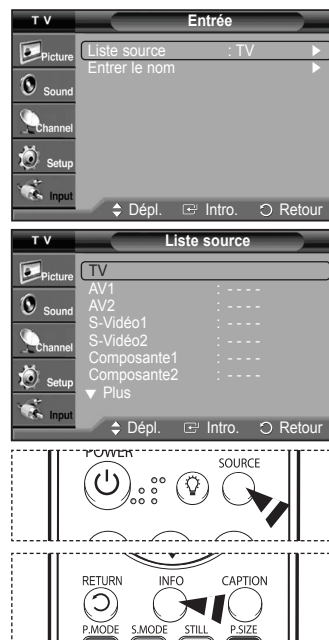 T V
Entrée
Picture
Liste source : TV ►
Entrer le nom ►
Sound
Channel
Setup
Input
Dépl. Intro. Retour
T V
Liste source
Picture
TV
AV1 : - - - -
Sound
AV2 : - - - -
S-Vidéo1 : - - - -
Channel
S-Vidéo2 : - - - -
Composante1 : - - - -
Setup
Composante2 : - - - -
▼ Plus
Input
Dépl. Intro. Retour
POWER
SOURCE
RETURN INFO CAPTION
P.MODE S.MODE STILL P.SIZE